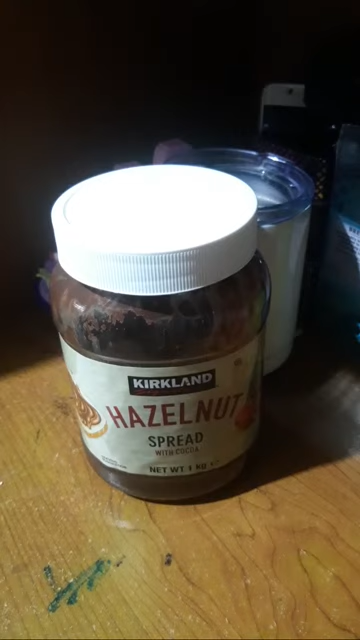 KIRKLAND
HAZELNUT
SPREAD
WITH COCOA
NET WT. 1 KG